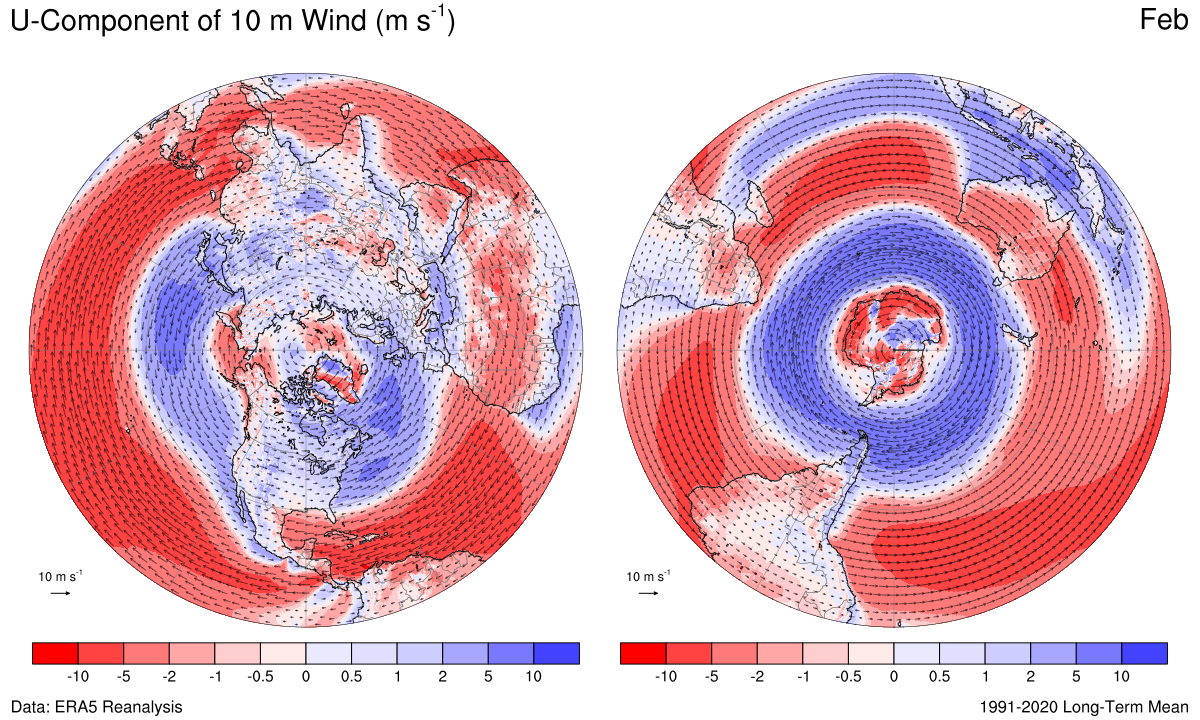 U-Component of 10 m Wind (m s⁻¹)
Feb
10 m s⁻¹
10 m s⁻¹
-10 -5 -2 -1 -0.5 0 0.5 1 2 5 10
-10 -5 -2 -1 -0.5 0 0.5 1 2 5 10
Data: ERA5 Reanalysis
1991-2020 Long-Term Mean